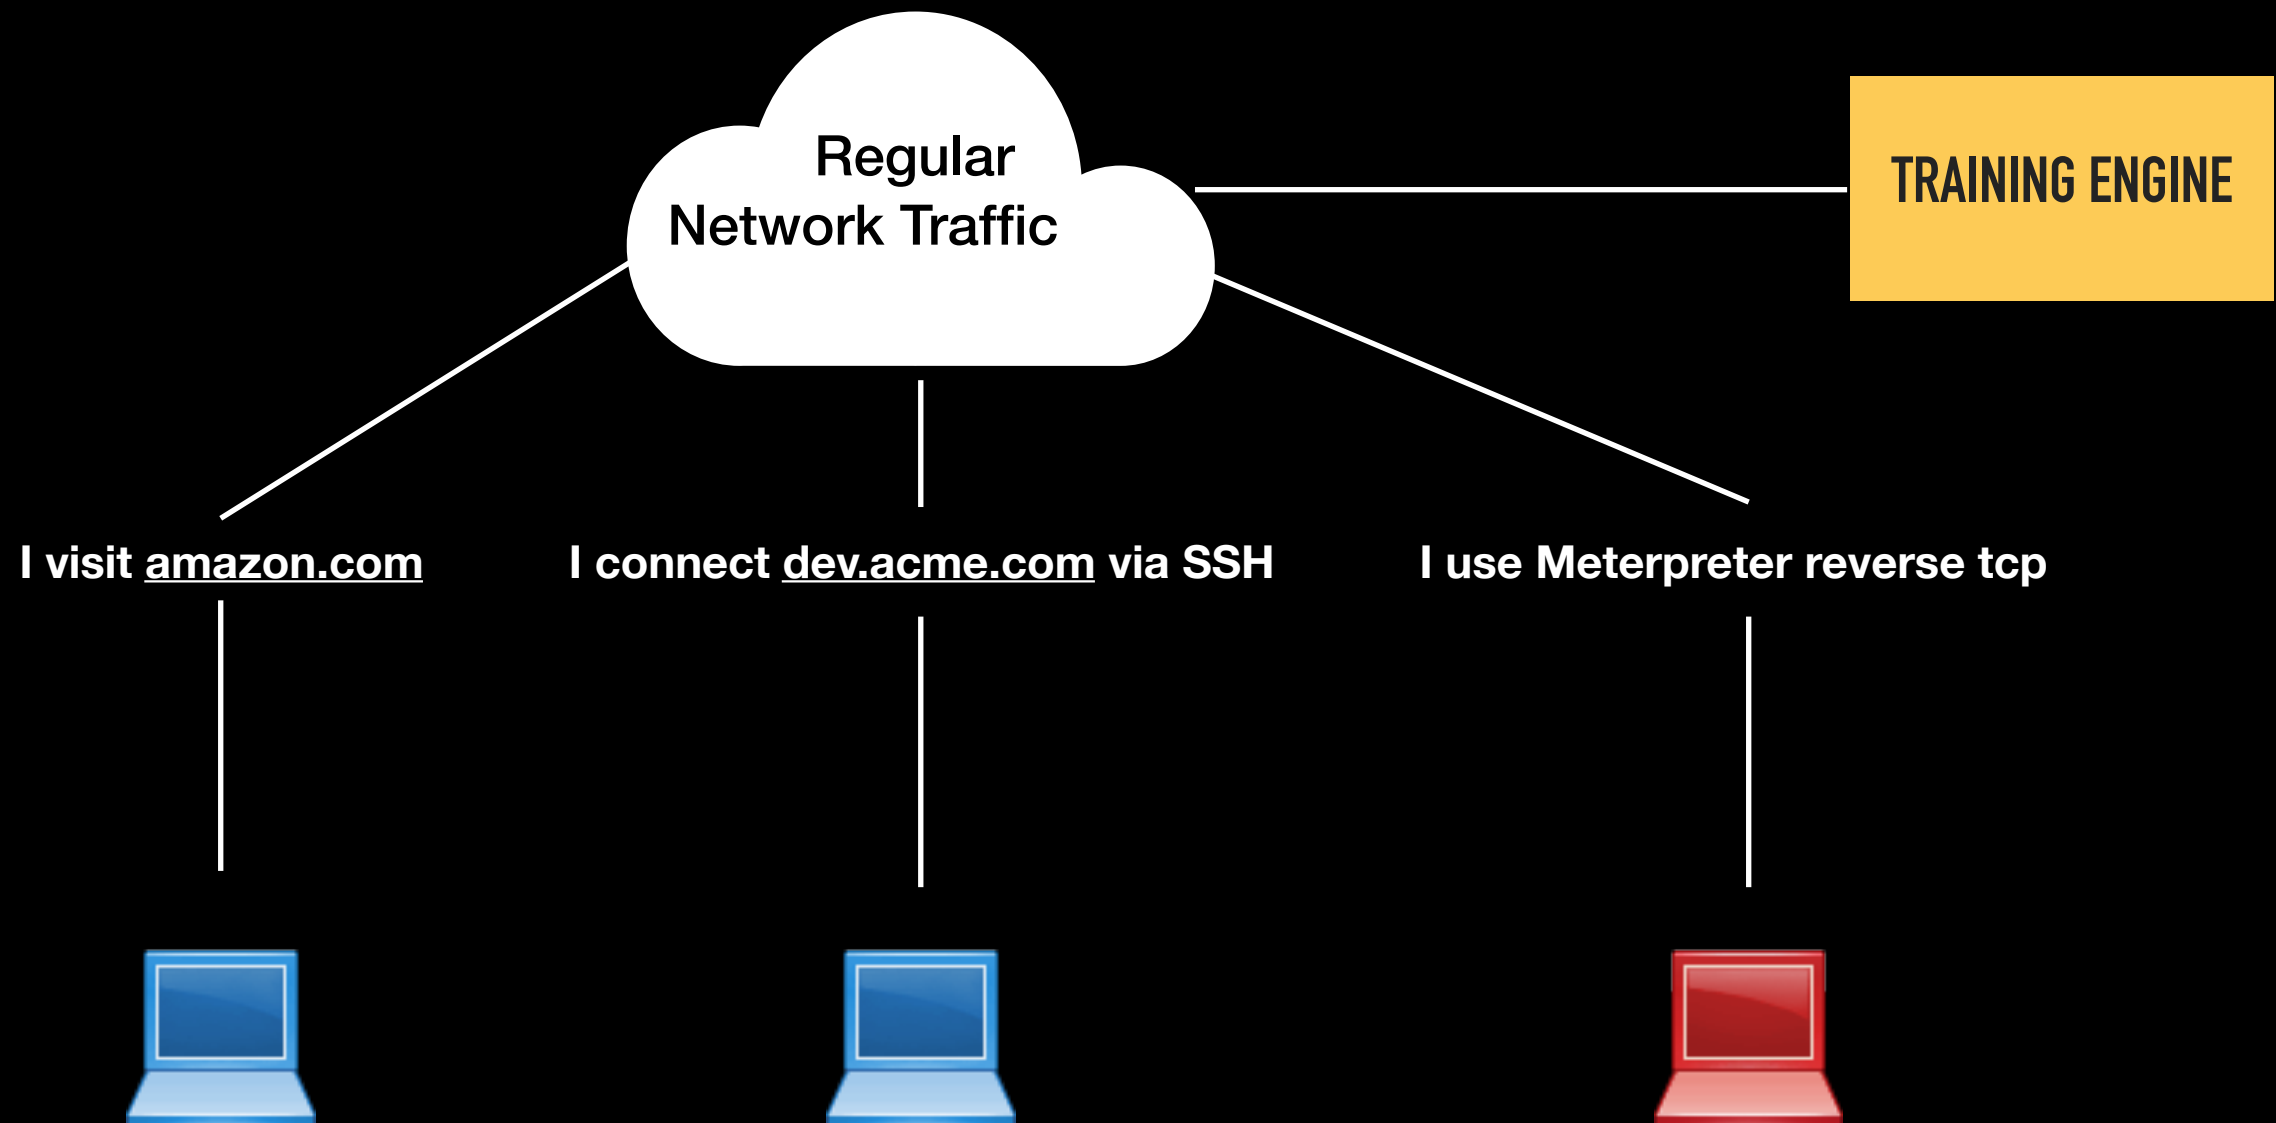 Regular
Network Traffic
TRAINING ENGINE
I visit amazon.com
I connect dev.acme.com via SSH
I use Meterpreter reverse tcp